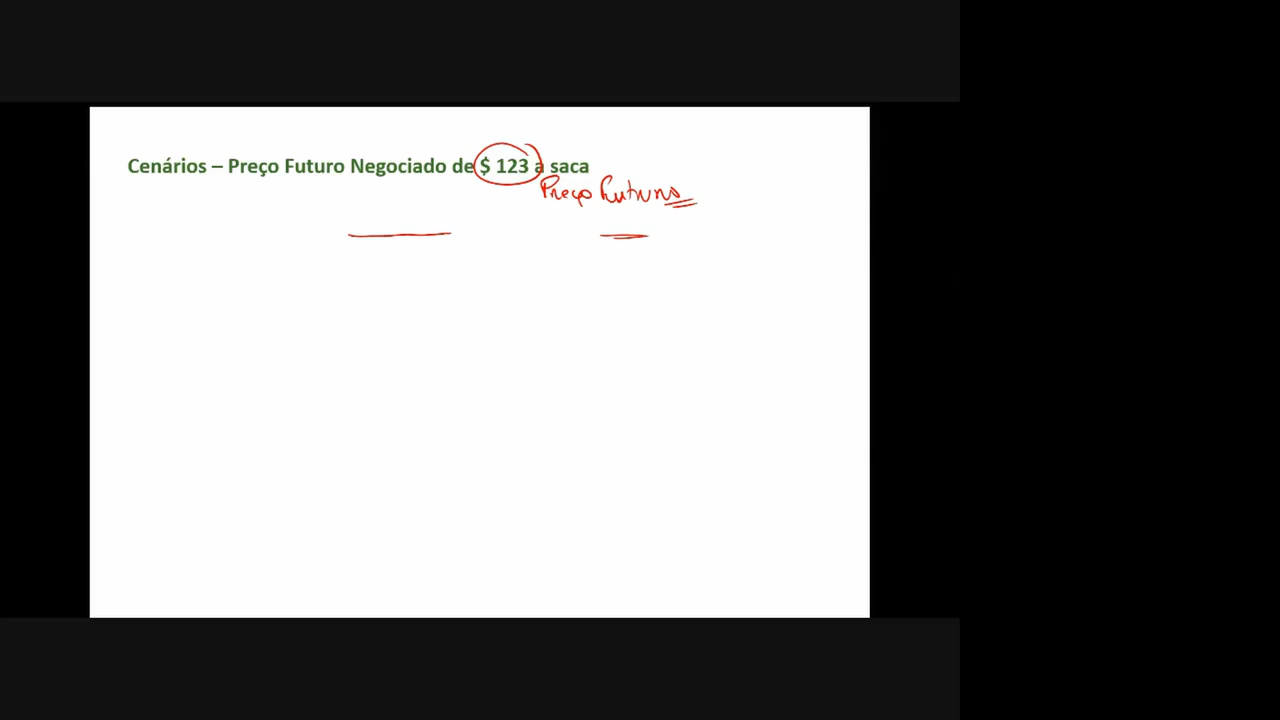 Cenários – Preço Futuro Negociado de $ 123 a saca
Preço Futuro